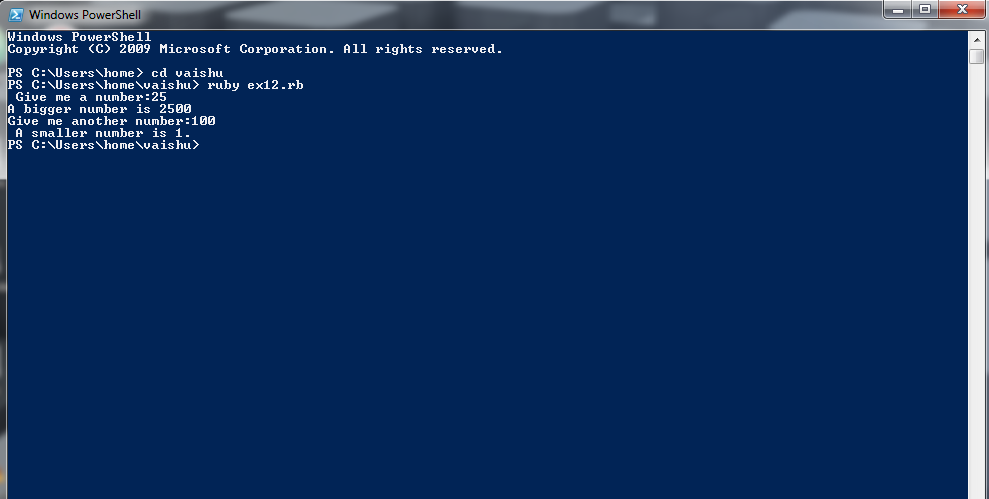 Windows PowerShell
Windows PowerShell
Copyright (C) 2009 Microsoft Corporation. All rights reserved.
PS C:\Users\home> cd vaishu
PS C:\Users\home\vaishu> ruby ex12.rb
 Give me a number:25
A bigger number is 2500
Give me another number:100
 A smaller number is 1.
PS C:\Users\home\vaishu>